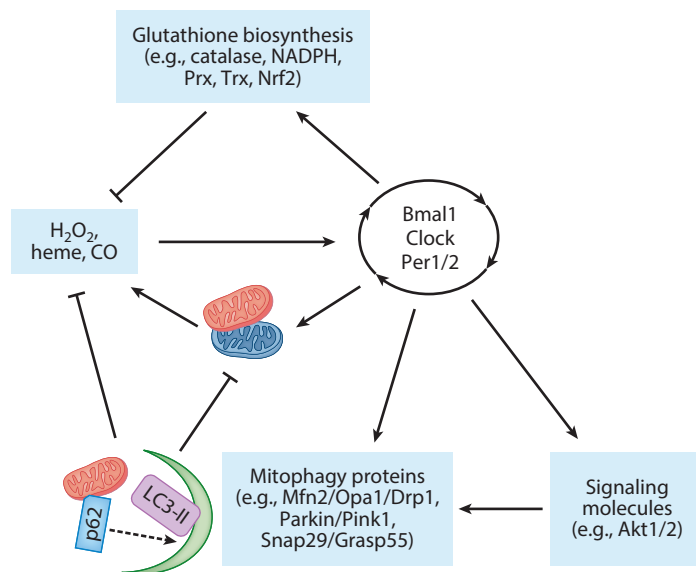 Glutathione biosynthesis
(e.g., catalase, NADPH,
Prx, Trx, Nrf2)
H₂O₂,
heme, CO
Bmal1
Clock
Per1/2
p62
LC3-II
Mitophagy proteins
(e.g., Mfn2/Opa1/Drp1,
Parkin/Pink1,
Snap29/Grasp55)
Signaling
molecules
(e.g., Akt1/2)